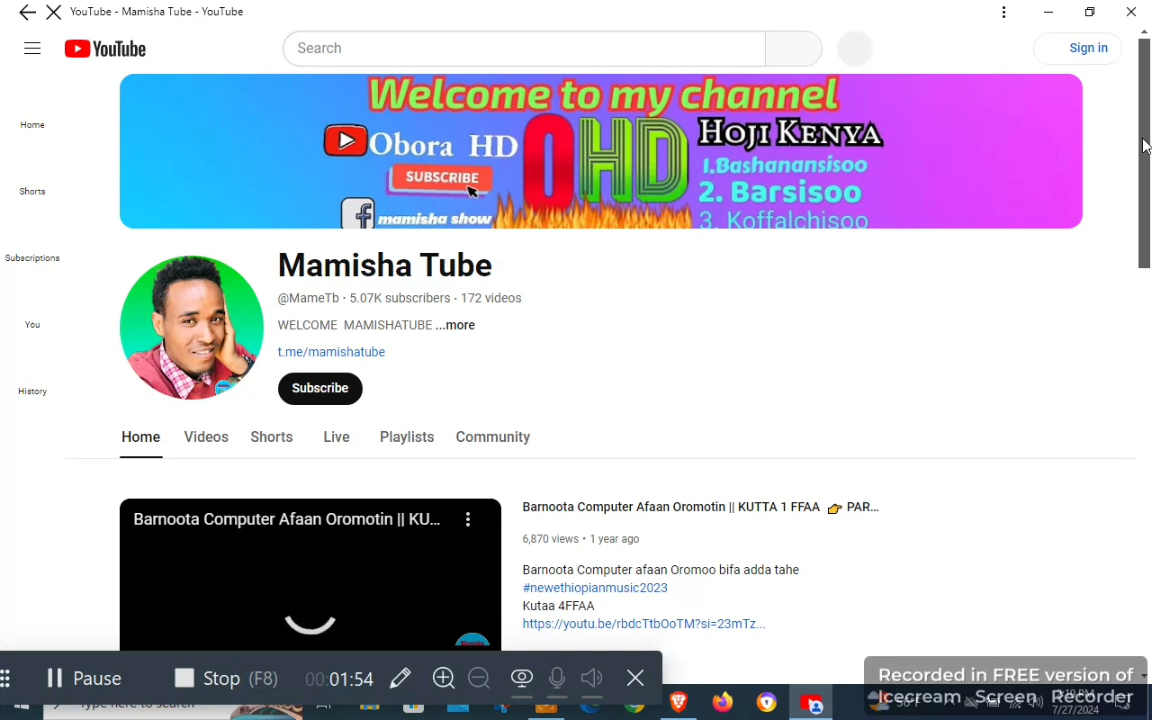 YouTube - Mamisha Tube - YouTube
YouTube
Search
Sign in
Welcome to my channel
Obora HD
SUBSCRIBE
mamisha show
OHD
HOJI KENYA
1.Bashanansisoo
2. Barsisoo
3. Koffalchisoo
Home
Shorts
Subscriptions
You
History
Mamisha Tube
@MameTb · 5.07K subscribers · 172 videos
WELCOME MAMISHATUBE ...more
t.me/mamishatube
Subscribe
Home Videos Shorts Live Playlists Community
Barnoota Computer Afaan Oromotin || KU...
Barnoota Computer Afaan Oromotin || KUTTA 1 FFAA 👉 PAR...
6,870 views • 1 year ago
Barnoota Computer afaan Oromoo bifa adda tahe
#newethiopianmusic2023
Kutaa 4FFAA
https://youtu.be/rbdcTtbOoTM?si=23mTz...
Pause Stop (F8) 00:01:54
Recorded in FREE version of
Icecream Screen Recorder
Type here to search
7/27/2024